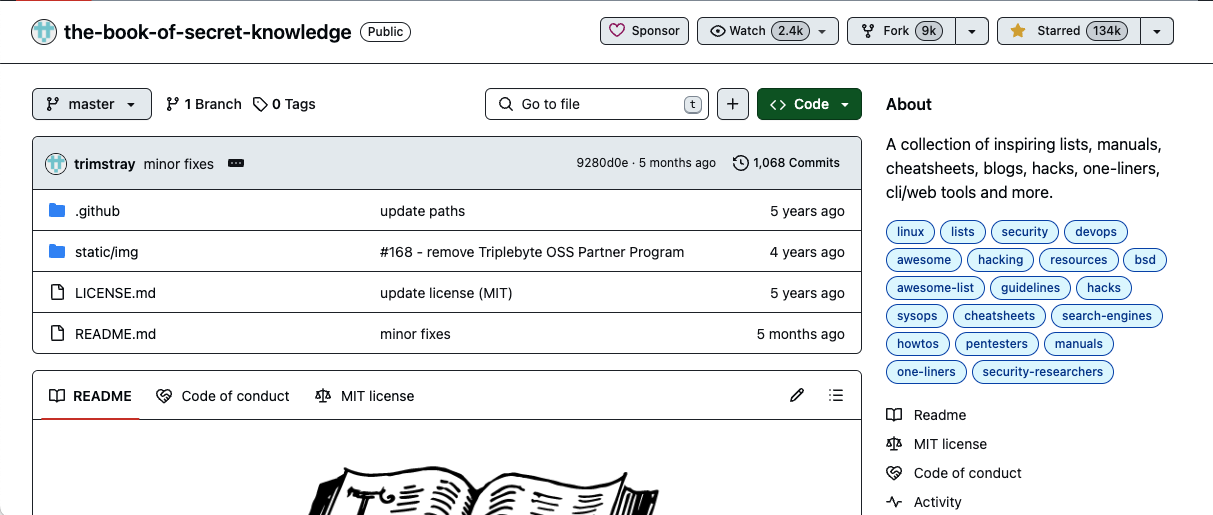 the-book-of-secret-knowledge Public Sponsor Watch 2.4k Fork 9k Starred 134k
master 1 Branch 0 Tags Go to file t + Code
About
A collection of inspiring lists, manuals,
cheatsheets, blogs, hacks, one-liners,
cli/web tools and more.
linux lists security devops
awesome hacking resources bsd
awesome-list guidelines hacks
sysops cheatsheets search-engines
howtos pentesters manuals
one-liners security-researchers
Readme
MIT license
Code of conduct
Activity
trimstray minor fixes 9280d0e · 5 months ago 1,068 Commits
.github update paths 5 years ago
static/img #168 - remove Triplebyte OSS Partner Program 4 years ago
LICENSE.md update license (MIT) 5 years ago
README.md minor fixes 5 months ago
README Code of conduct MIT license